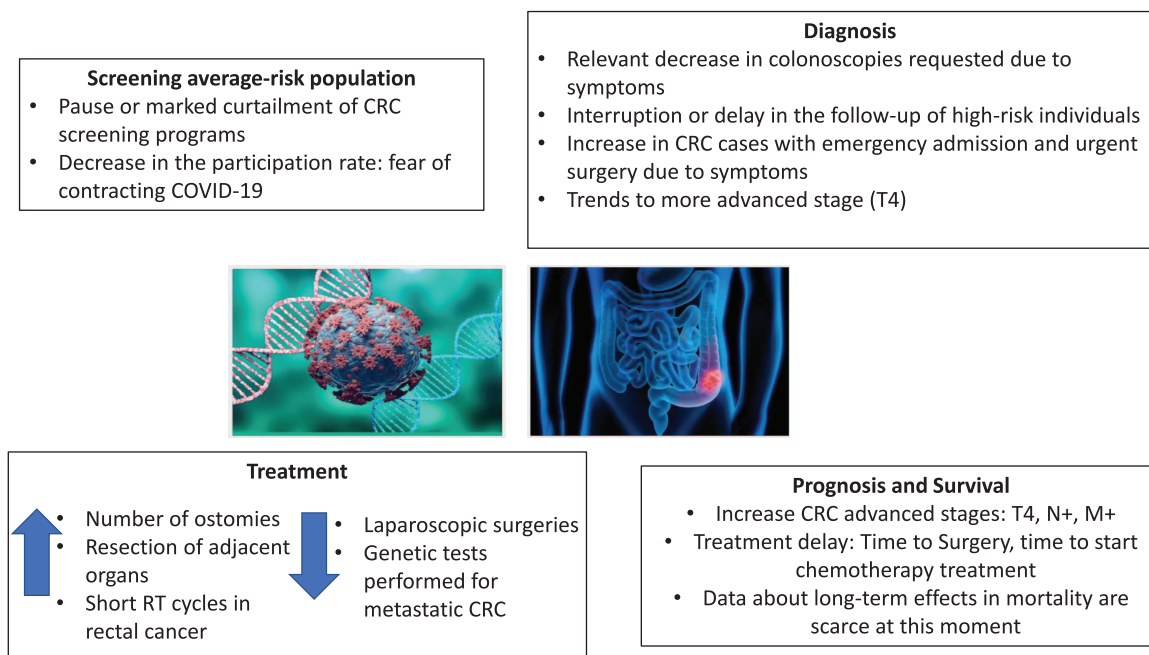 Screening average-risk population
• Pause or marked curtailment of CRC
screening programs
• Decrease in the participation rate: fear of
contracting COVID-19
Diagnosis
• Relevant decrease in colonoscopies requested due to
symptoms
• Interruption or delay in the follow-up of high-risk individuals
• Increase in CRC cases with emergency admission and urgent
surgery due to symptoms
• Trends to more advanced stage (T4)
Treatment
• Number of ostomies
• Resection of adjacent
organs
• Short RT cycles in
rectal cancer
• Laparoscopic surgeries
• Genetic tests
performed for
metastatic CRC
Prognosis and Survival
• Increase CRC advanced stages: T4, N+, M+
• Treatment delay: Time to Surgery, time to start
chemotherapy treatment
• Data about long-term effects in mortality are
scarce at this moment